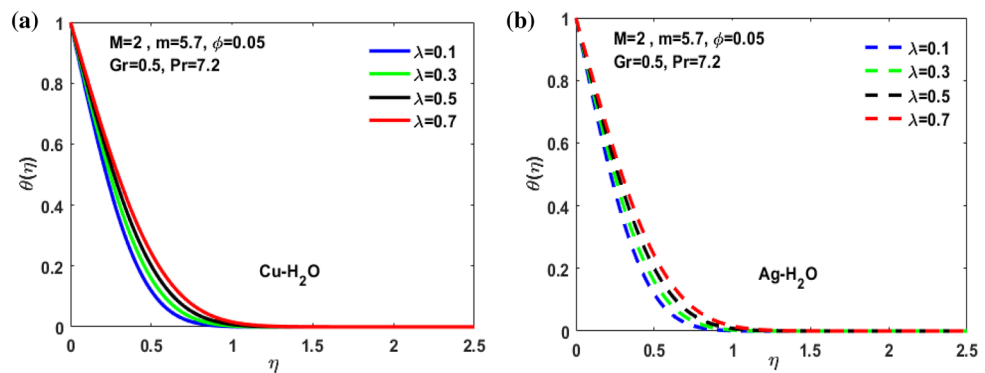 (a)
M=2 , m=5.7, ϕ=0.05
Gr=0.5, Pr=7.2
λ=0.1
λ=0.3
λ=0.5
λ=0.7
Cu-H2O
θ(η)
1
0.8
0.6
0.4
0.2
0
0 0.5 1 1.5 2 2.5
η
(b)
M=2 , m=5.7, ϕ=0.05
Gr=0.5, Pr=7.2
λ=0.1
λ=0.3
λ=0.5
λ=0.7
Ag-H2O
θ(η)
1
0.8
0.6
0.4
0.2
0
0 0.5 1 1.5 2 2.5
η